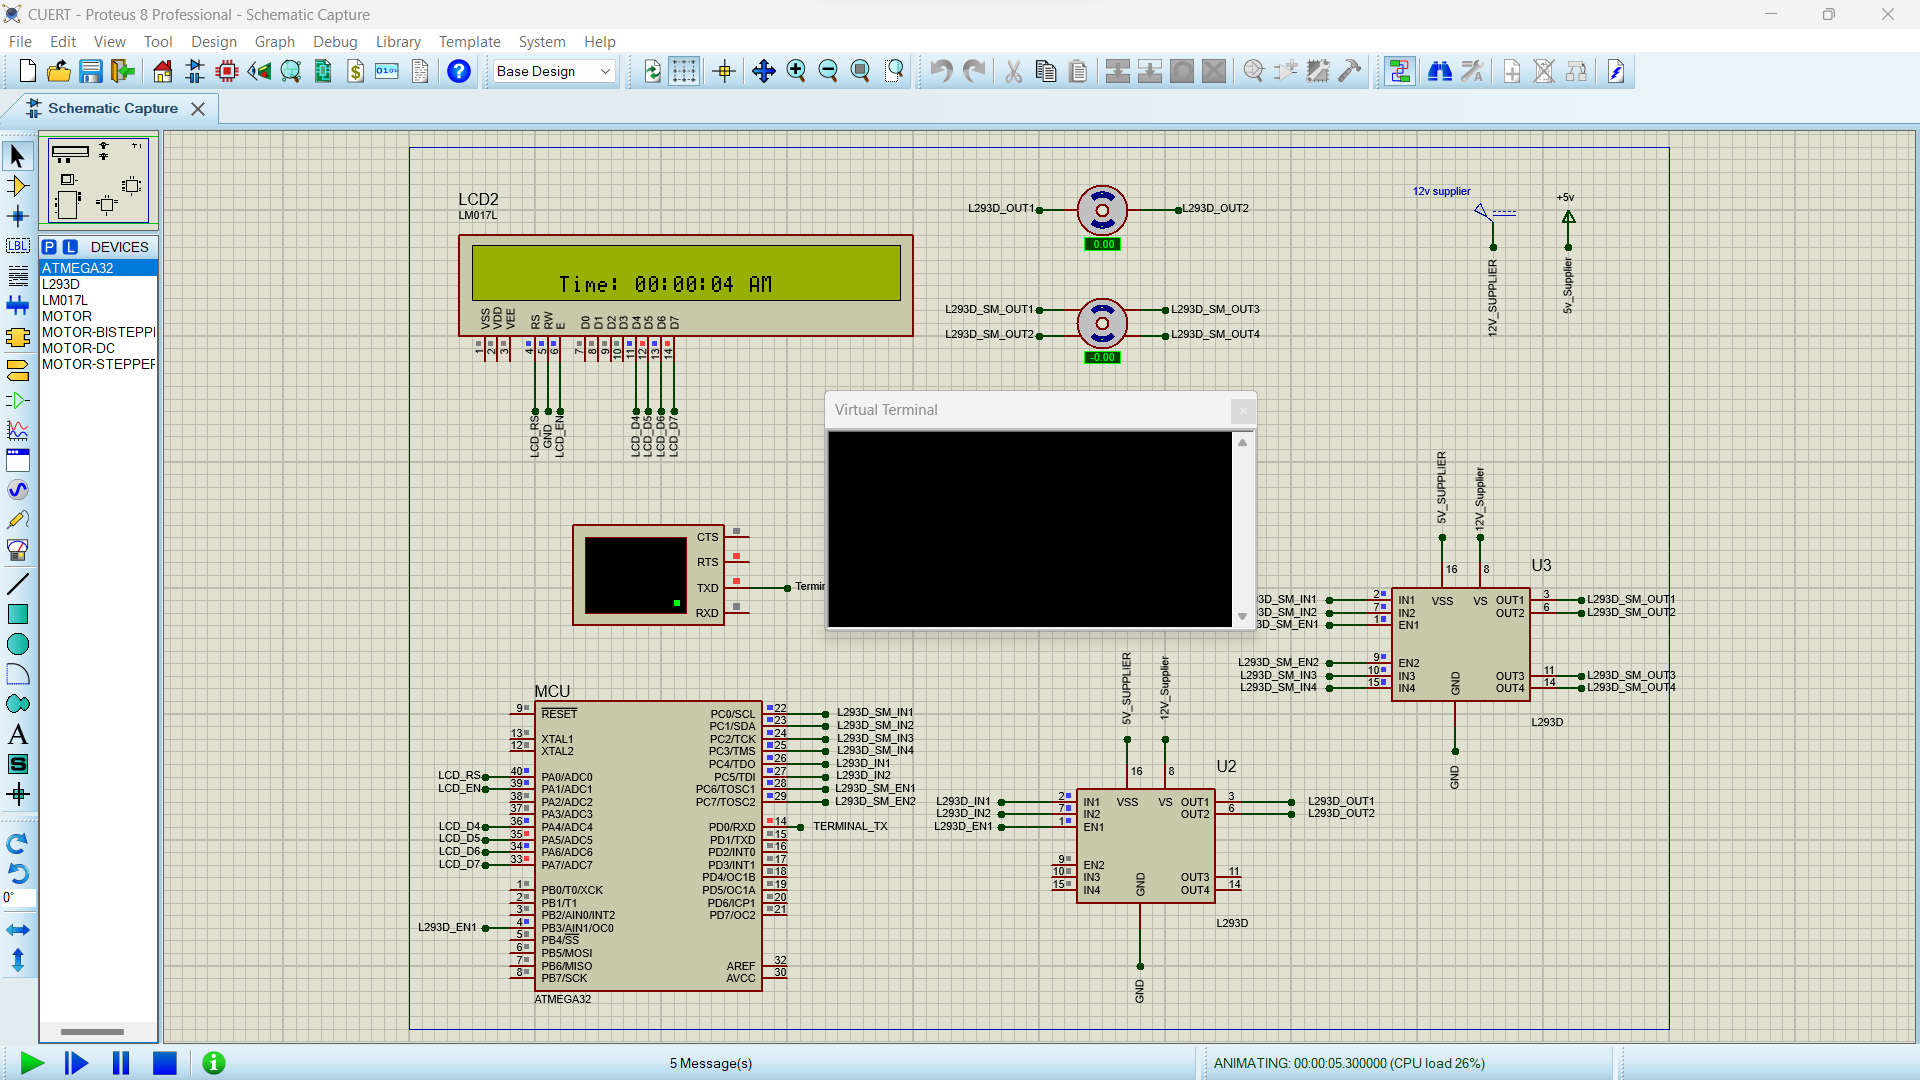 CUERT - Proteus 8 Professional - Schematic Capture
File Edit View Tool Design Graph Debug Library Template System Help
Base Design
Schematic Capture
P L DEVICES
ATMEGA32
L293D
LM017L
MOTOR
MOTOR-BISTEPPI
MOTOR-DC
MOTOR-STEPPER
LBL
A
S
0°
LCD2
LM017L
Time: 00:00:04 AM
VSS VDD VEE RS RW E D0 D1 D2 D3 D4 D5 D6 D7
1 2 3 4 5 6 7 8 9 10 11 12 13 14
LCD_RS GND LCD_EN LCD_D4 LCD_D5 LCD_D6 LCD_D7
L293D_OUT1 L293D_OUT2
0.00
L293D_SM_OUT1 L293D_SM_OUT3
L293D_SM_OUT2 L293D_SM_OUT4
-0.00
12v supplier
12V_SUPPLIER
+5v
5v_Supplier
Virtual Terminal
CTS
RTS
TXD Termin
RXD
5V_SUPPLIER 12V_Supplier
16 8
U3
3D_SM_IN1 2 IN1 VSS VS OUT1 3 L293D_SM_OUT1
3D_SM_IN2 7 IN2 OUT2 6 L293D_SM_OUT2
3D_SM_EN1 1 EN1
L293D_SM_EN2 9 EN2
L293D_SM_IN3 10 IN3 GND OUT3 11 L293D_SM_OUT3
L293D_SM_IN4 15 IN4 OUT4 14 L293D_SM_OUT4
L293D
GND
MCU
9 RESET PC0/SCL 22 L293D_SM_IN1
PC1/SDA 23 L293D_SM_IN2
13 XTAL1 PC2/TCK 24 L293D_SM_IN3
12 XTAL2 PC3/TMS 25 L293D_SM_IN4
PC4/TDO 26 L293D_IN1
LCD_RS 40 PA0/ADC0 PC5/TDI 27 L293D_IN2
LCD_EN 39 PA1/ADC1 PC6/TOSC1 28 L293D_SM_EN1
38 PA2/ADC2 PC7/TOSC2 29 L293D_SM_EN2
37 PA3/ADC3
LCD_D4 36 PA4/ADC4 PD0/RXD 14 TERMINAL_TX
LCD_D5 35 PA5/ADC5 PD1/TXD 15
LCD_D6 34 PA6/ADC6 PD2/INT0 16
LCD_D7 33 PA7/ADC7 PD3/INT1 17
PD4/OC1B 18
1 PB0/T0/XCK PD5/OC1A 19
2 PB1/T1 PD6/ICP1 20
3 PB2/AIN0/INT2 PD7/OC2 21
L293D_EN1 4 PB3/AIN1/OC0
5 PB4/SS
6 PB5/MOSI
7 PB6/MISO AREF 32
8 PB7/SCK AVCC 30
ATMEGA32
5V_SUPPLIER 12V_Supplier
16 8
U2
L293D_IN1 2 IN1 VSS VS OUT1 3 L293D_OUT1
L293D_IN2 7 IN2 OUT2 6 L293D_OUT2
L293D_EN1 1 EN1
9 EN2
10 IN3 GND OUT3 11
15 IN4 OUT4 14
L293D
GND
5 Message(s)
ANIMATING: 00:00:05.300000 (CPU load 26%)